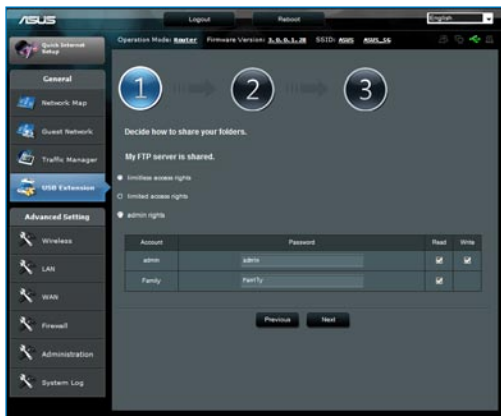 ASUS Logout Reboot English
Operation Mode: Router Firmware Version: 3.0.0.1.28 SSID: ASUS ASUS_5G
Quick Internet
Setup
General
Network Map
Guest Network
Traffic Manager
USB Extension
Advanced Setting
Wireless
LAN
WAN
Firewall
Administration
System Log
1 2 3
Decide how to share your folders.
My FTP server is shared.
limitless access rights
limited access rights
admin rights
Account Password Read Write
admin admin
Family Family
Previous Next